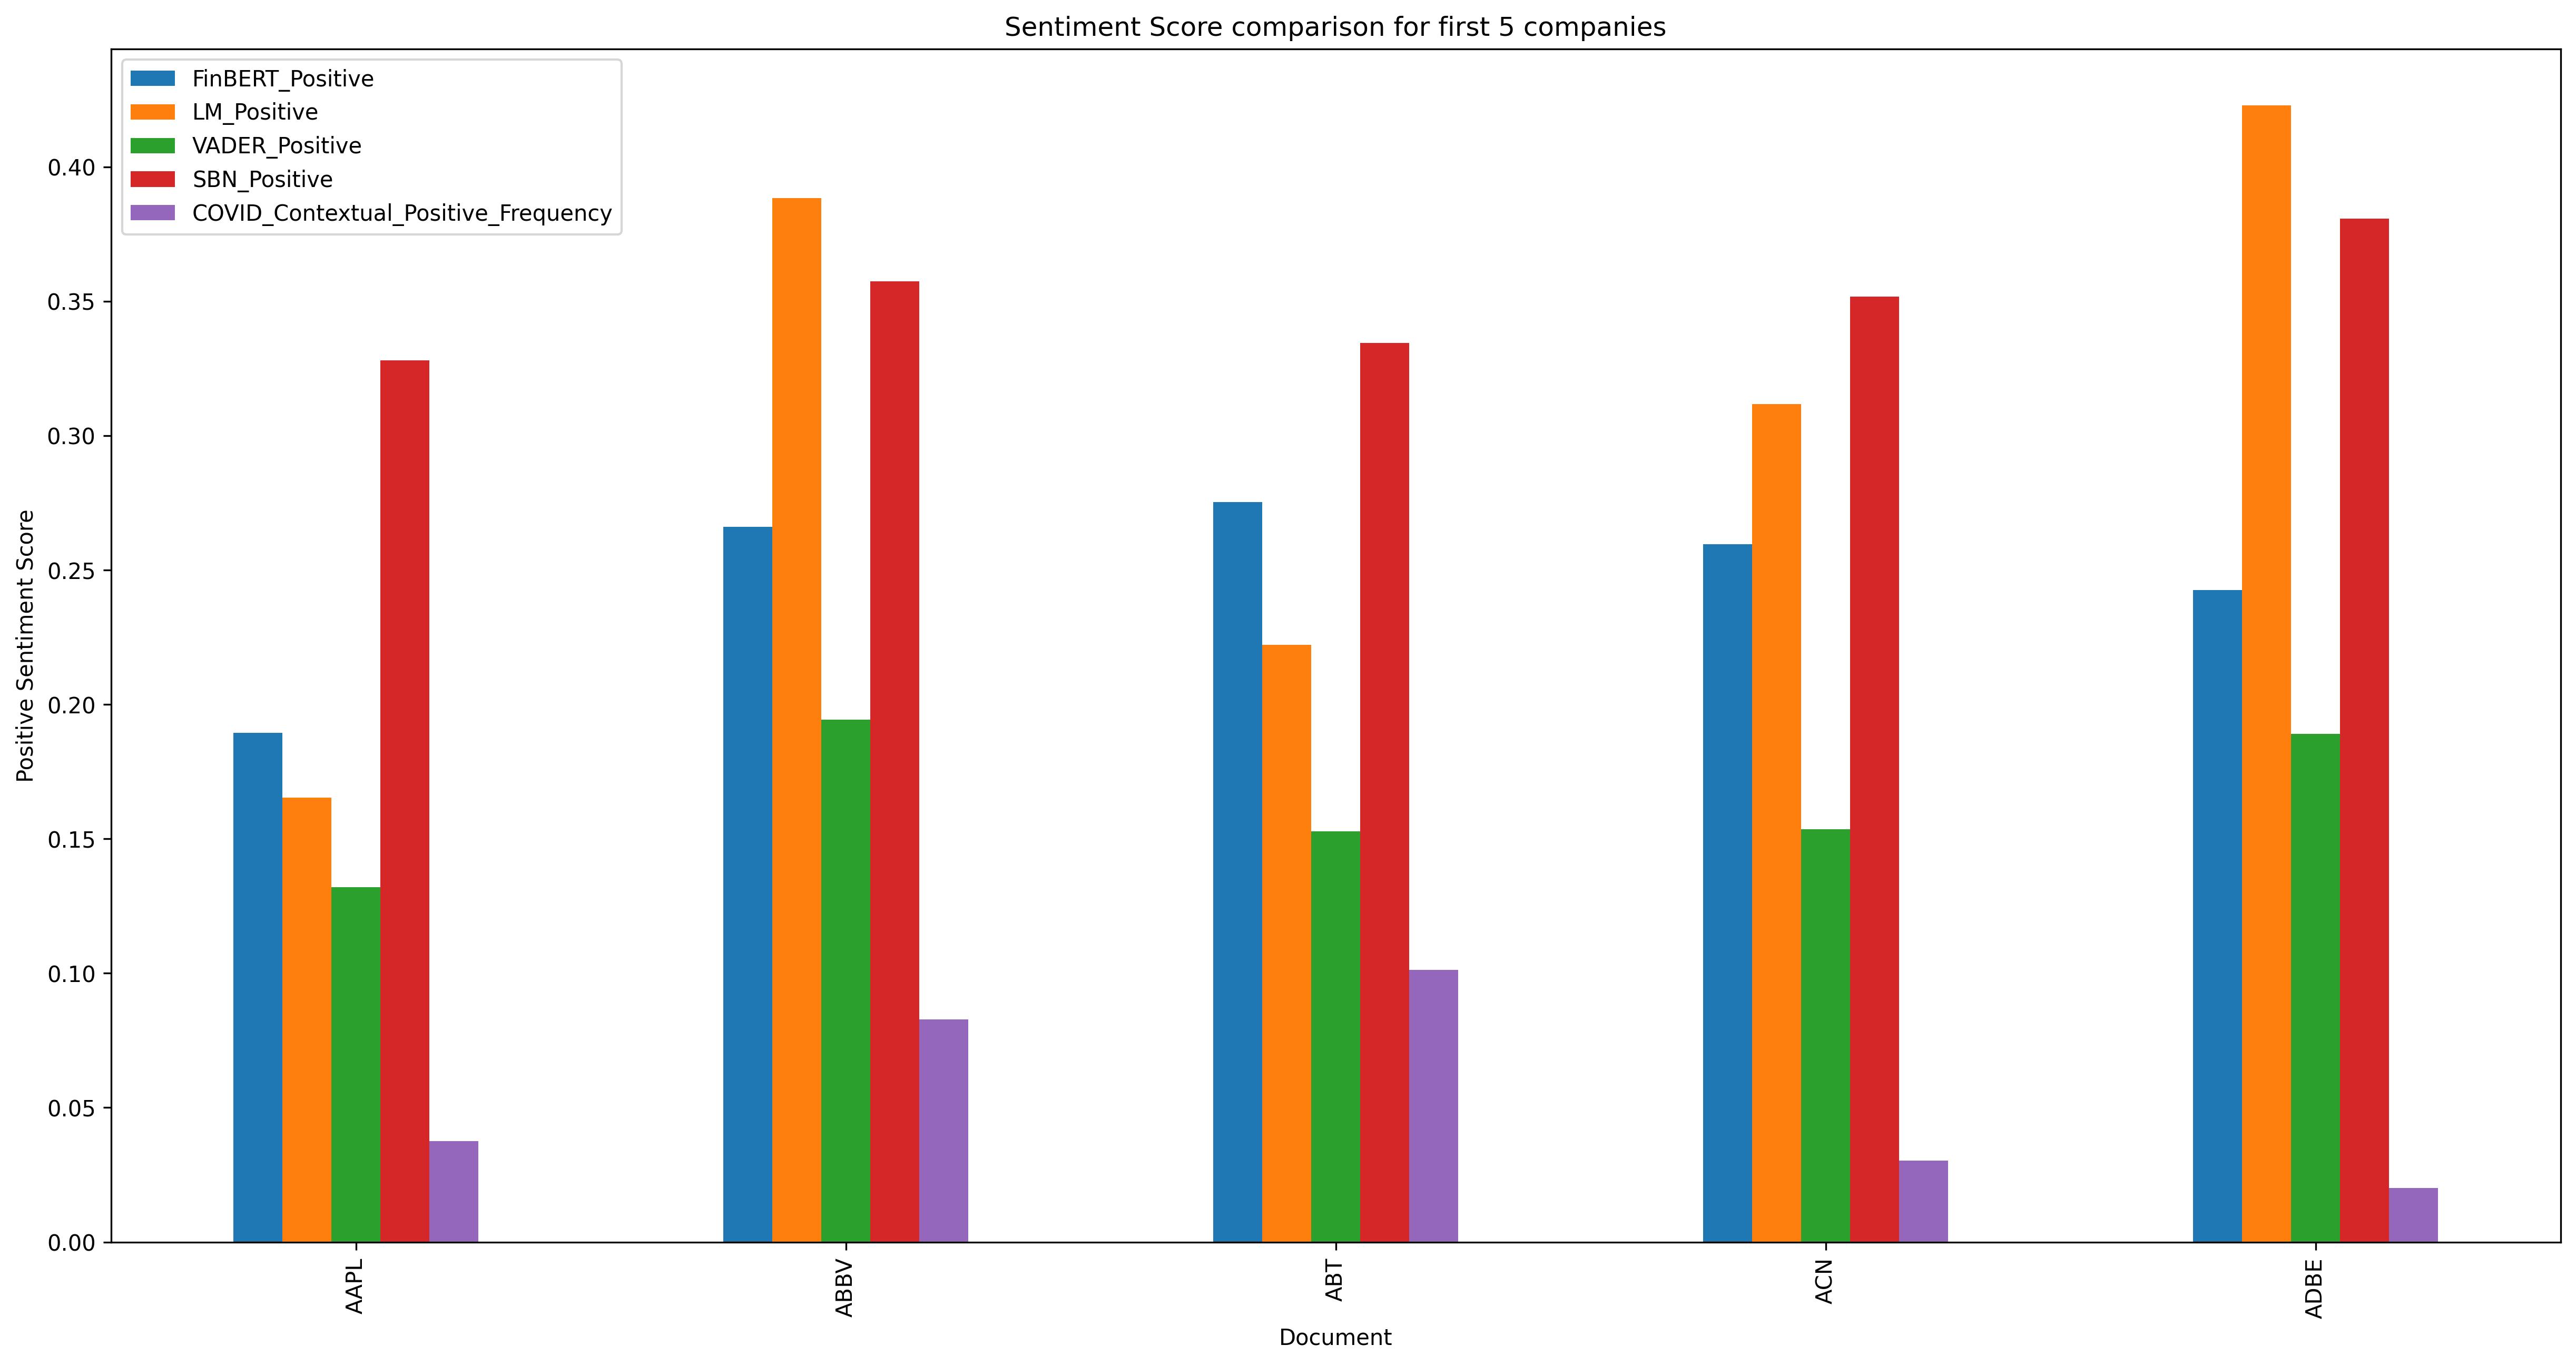 Sentiment Score comparison for first 5 companies
FinBERT_Positive
LM_Positive
VADER_Positive
SBN_Positive
COVID_Contextual_Positive_Frequency
Positive Sentiment Score
0.40
0.35
0.30
0.25
0.20
0.15
0.10
0.05
0.00
AAPL
ABBV
ABT
ACN
ADBE
Document